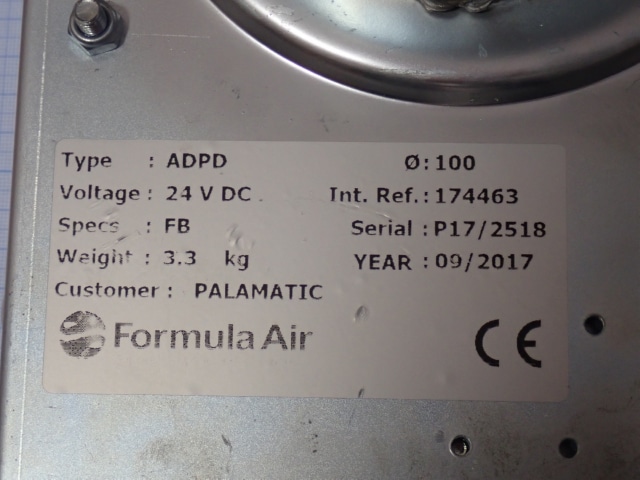 Type : ADPD Ø: 100
Voltage : 24 V DC Int. Ref. : 174463
Specs : FB Serial : P17/2518
Weight : 3.3 kg YEAR : 09/2017
Customer : PALAMATIC
Formula Air CE